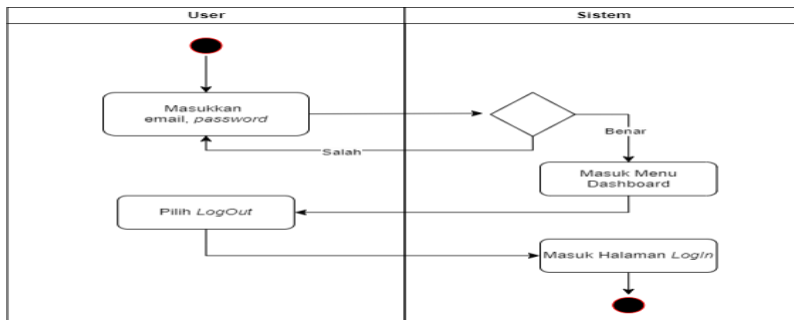 User
Sistem
Masukkan
email, password
Benar
Salah
Masuk Menu
Dashboard
Pilih LogOut
Masuk Halaman LogIn